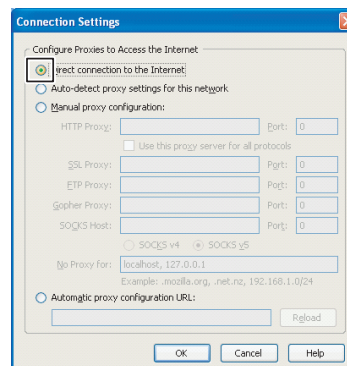 Connection Settings
Configure Proxies to Access the Internet
irect connection to the Internet
Auto-detect proxy settings for this network
Manual proxy configuration:
HTTP Proxy: Port: 0
Use this proxy server for all protocols
SSL Proxy: Port: 0
FTP Proxy: Port: 0
Gopher Proxy: Port: 0
SOCKS Host: Port: 0
SOCKS v4 SOCKS v5
No Proxy for: localhost, 127.0.0.1
Example: .mozilla.org, .net.nz, 192.168.1.0/24
Automatic proxy configuration URL:
Reload
OK Cancel Help